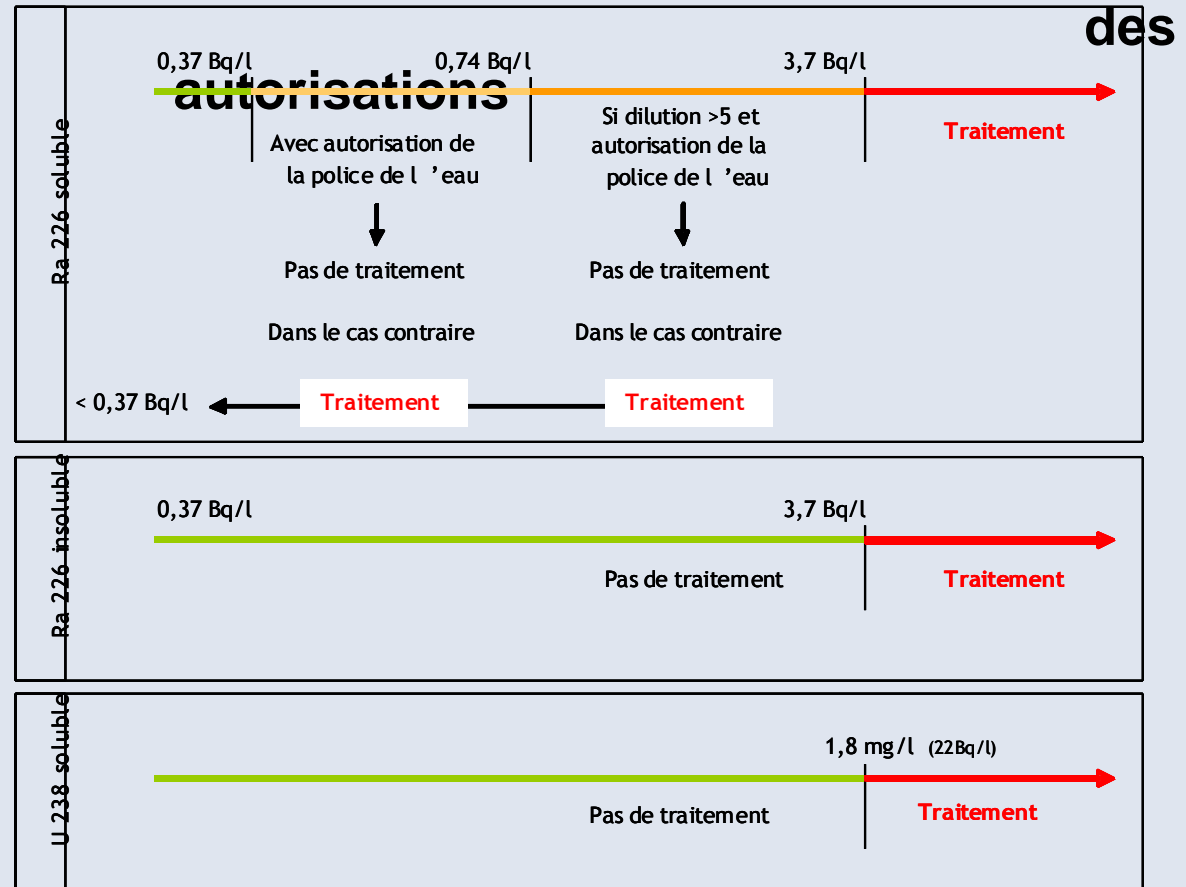 des
autorisations
Ra 226 soluble
0,37 Bq/l
0,74 Bq/l
3,7 Bq/l
Avec autorisation de
la police de l ’eau
Si dilution >5 et
autorisation de la
police de l ’eau
Traitement
Pas de traitement
Pas de traitement
Dans le cas contraire
Dans le cas contraire
< 0,37 Bq/l
Traitement
Traitement
Ra 226 insoluble
0,37 Bq/l
3,7 Bq/l
Pas de traitement
Traitement
U 238 soluble
1,8 mg/l (22Bq/l)
Pas de traitement
Traitement